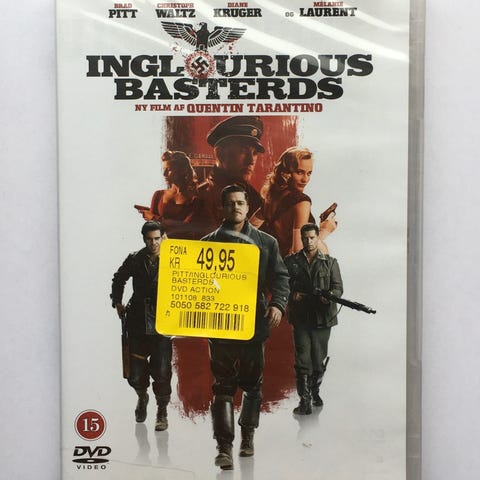 BRAD PITT CHRISTOPH WALTZ DIANE KRUGER OG MÉLANIE LAURENT
INGLOURIOUS
BASTERDS
NY FILM AF QUENTIN TARANTINO
FONA
KR 49,95
PITT/INGLOURIOUS
BASTERDS
DVD ACTION
101108 833
5050 582 722 918
15
DVD
VIDEO